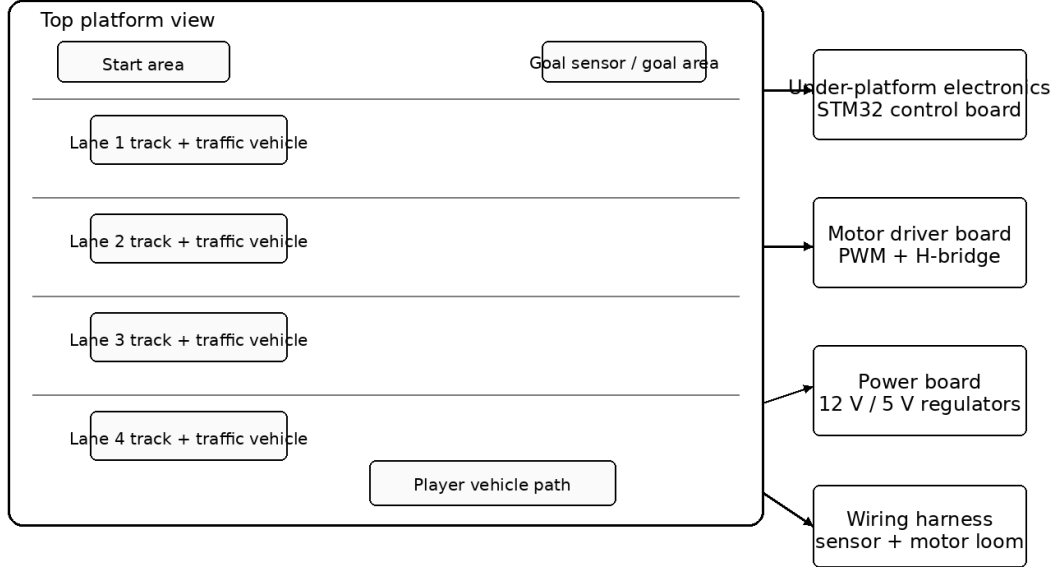 Top platform view
Start area
Goal sensor / goal area
Lane 1 track + traffic vehicle
Lane 2 track + traffic vehicle
Lane 3 track + traffic vehicle
Lane 4 track + traffic vehicle
Player vehicle path
Under-platform electronics
STM32 control board
Motor driver board
PWM + H-bridge
Power board
12 V / 5 V regulators
Wiring harness
sensor + motor loom